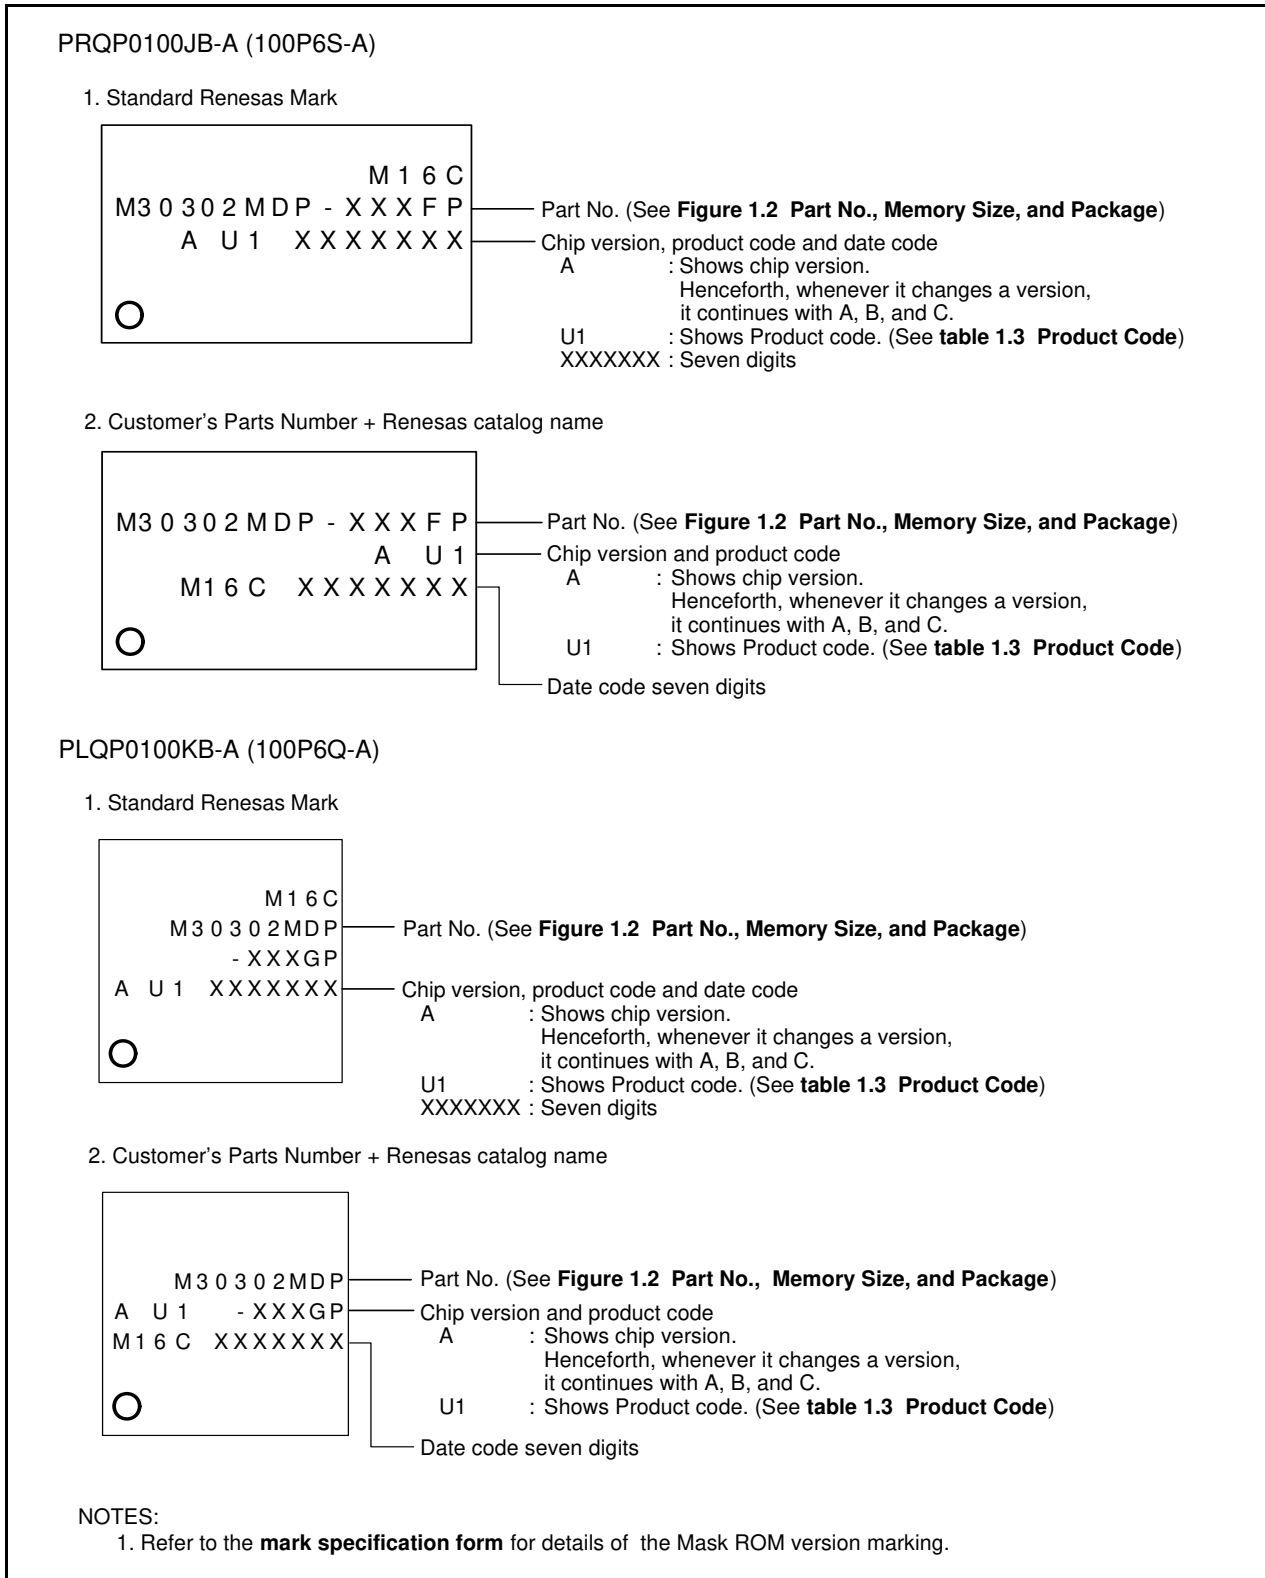 PRQP0100JB-A (100P6S-A)
1. Standard Renesas Mark
M16C
M30302MDP-XXXFP
Part No. (See Figure 1.2 Part No., Memory Size, and Package)
A U1 XXXXXXX
Chip version, product code and date code
A : Shows chip version.
Henceforth, whenever it changes a version,
it continues with A, B, and C.
U1 : Shows Product code. (See table 1.3 Product Code)
XXXXXXX : Seven digits
2. Customer's Parts Number + Renesas catalog name
M30302MDP-XXXFP
Part No. (See Figure 1.2 Part No., Memory Size, and Package)
A U1
Chip version and product code
M16C XXXXXXX
A : Shows chip version.
Henceforth, whenever it changes a version,
it continues with A, B, and C.
U1 : Shows Product code. (See table 1.3 Product Code)
Date code seven digits
PLQP0100KB-A (100P6Q-A)
1. Standard Renesas Mark
M16C
M30302MDP
Part No. (See Figure 1.2 Part No., Memory Size, and Package)
-XXXGP
A U1 XXXXXXX
Chip version, product code and date code
A : Shows chip version.
Henceforth, whenever it changes a version,
it continues with A, B, and C.
U1 : Shows Product code. (See table 1.3 Product Code)
XXXXXXX : Seven digits
2. Customer's Parts Number + Renesas catalog name
M30302MDP
Part No. (See Figure 1.2 Part No., Memory Size, and Package)
A U1 -XXXGP
Chip version and product code
M16C XXXXXXX
A : Shows chip version.
Henceforth, whenever it changes a version,
it continues with A, B, and C.
U1 : Shows Product code. (See table 1.3 Product Code)
Date code seven digits
NOTES:
1. Refer to the mark specification form for details of the Mask ROM version marking.